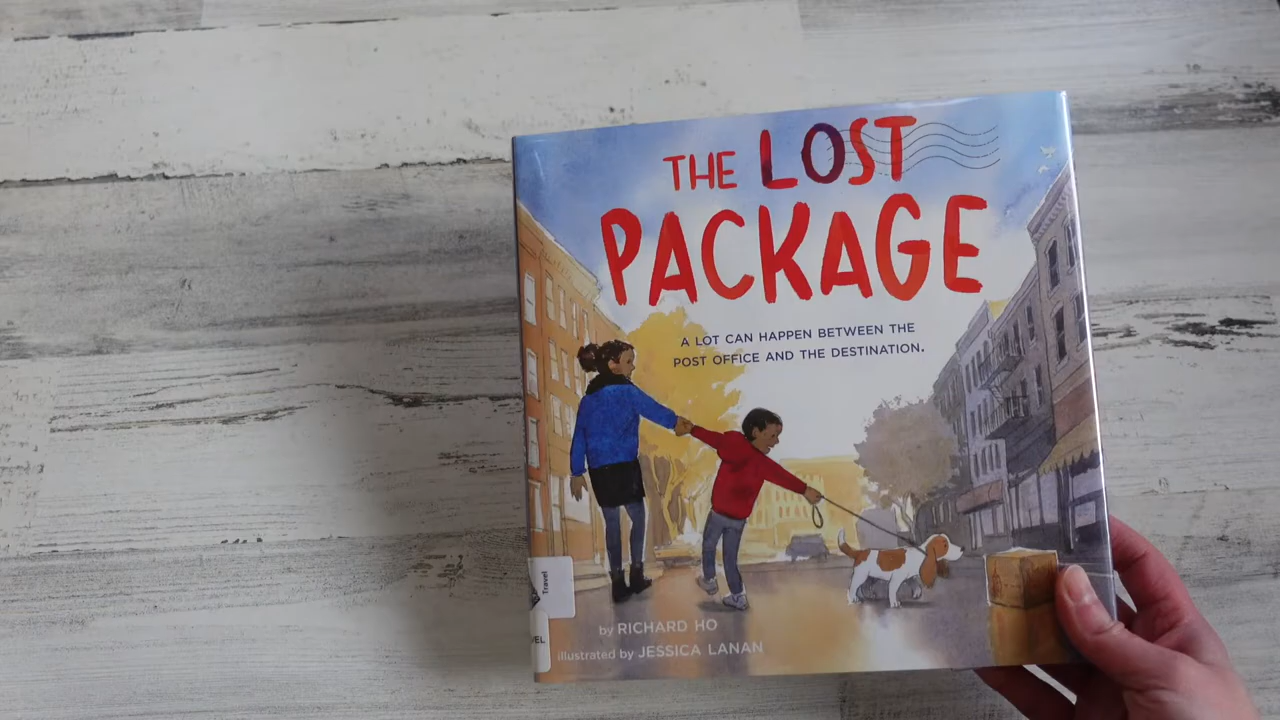 THE LOST
PACKAGE
A LOT CAN HAPPEN BETWEEN THE
POST OFFICE AND THE DESTINATION.
Travel
EL
by RICHARD HO
illustrated by JESSICA LANAN